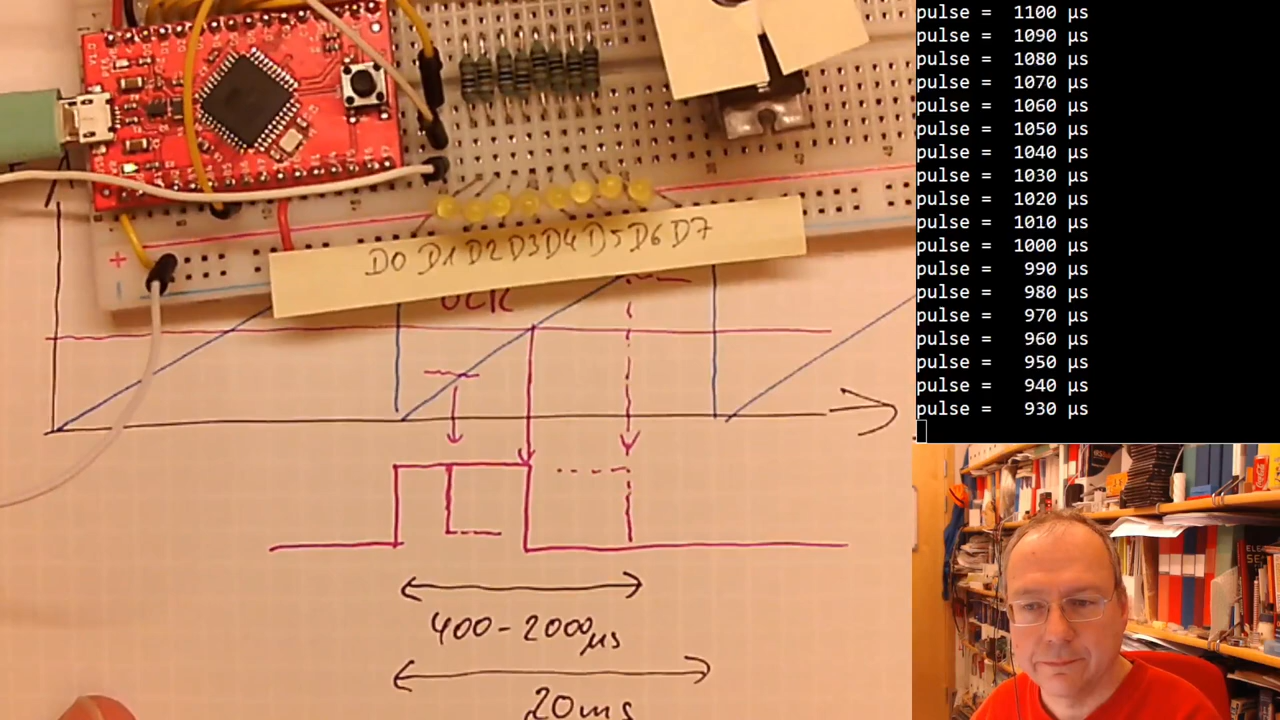 D0 D1 D2 D3 D4 D5 D6 D7
OCR
400-2000µs
20ms
pulse = 1100 µs
pulse = 1090 µs
pulse = 1080 µs
pulse = 1070 µs
pulse = 1060 µs
pulse = 1050 µs
pulse = 1040 µs
pulse = 1030 µs
pulse = 1020 µs
pulse = 1010 µs
pulse = 1000 µs
pulse = 990 µs
pulse = 980 µs
pulse = 970 µs
pulse = 960 µs
pulse = 950 µs
pulse = 940 µs
pulse = 930 µs